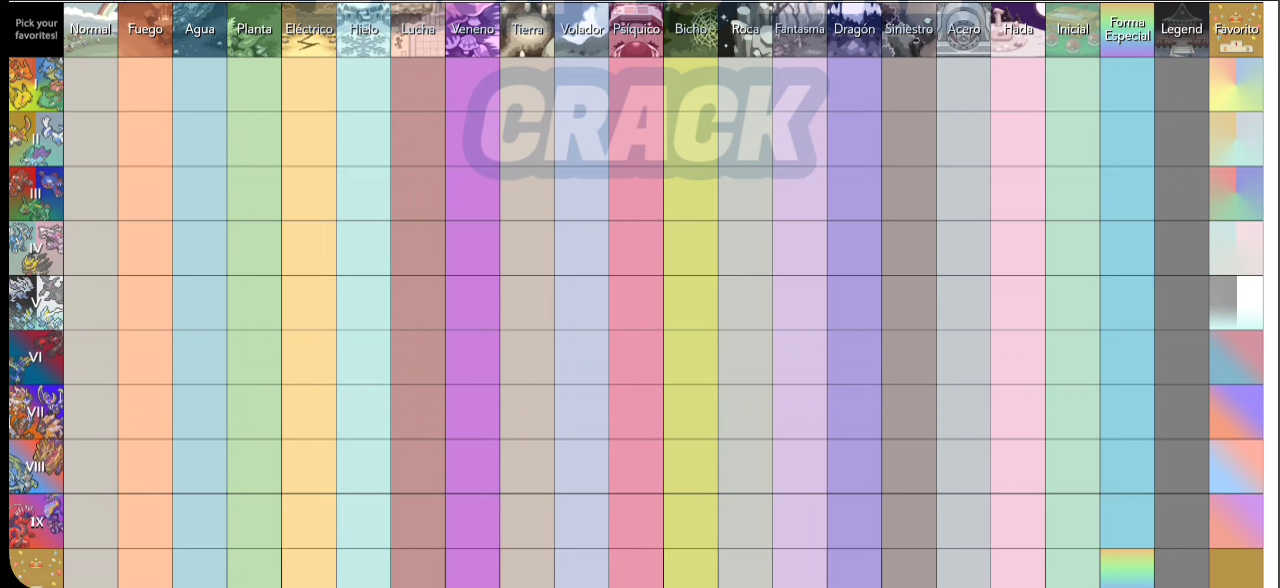 Pick your
favorites!
Normal
Fuego
Agua
Planta
Eléctrico
Hielo
Lucha
Veneno
Tierra
Volador
Psíquico
Bicho
Roca
Fantasma
Dragón
Siniestro
Acero
Hada
Inicial
Forma
Especial
Legend
Favorito
CRACK
I
II
III
IV
V
VI
VII
VIII
IX